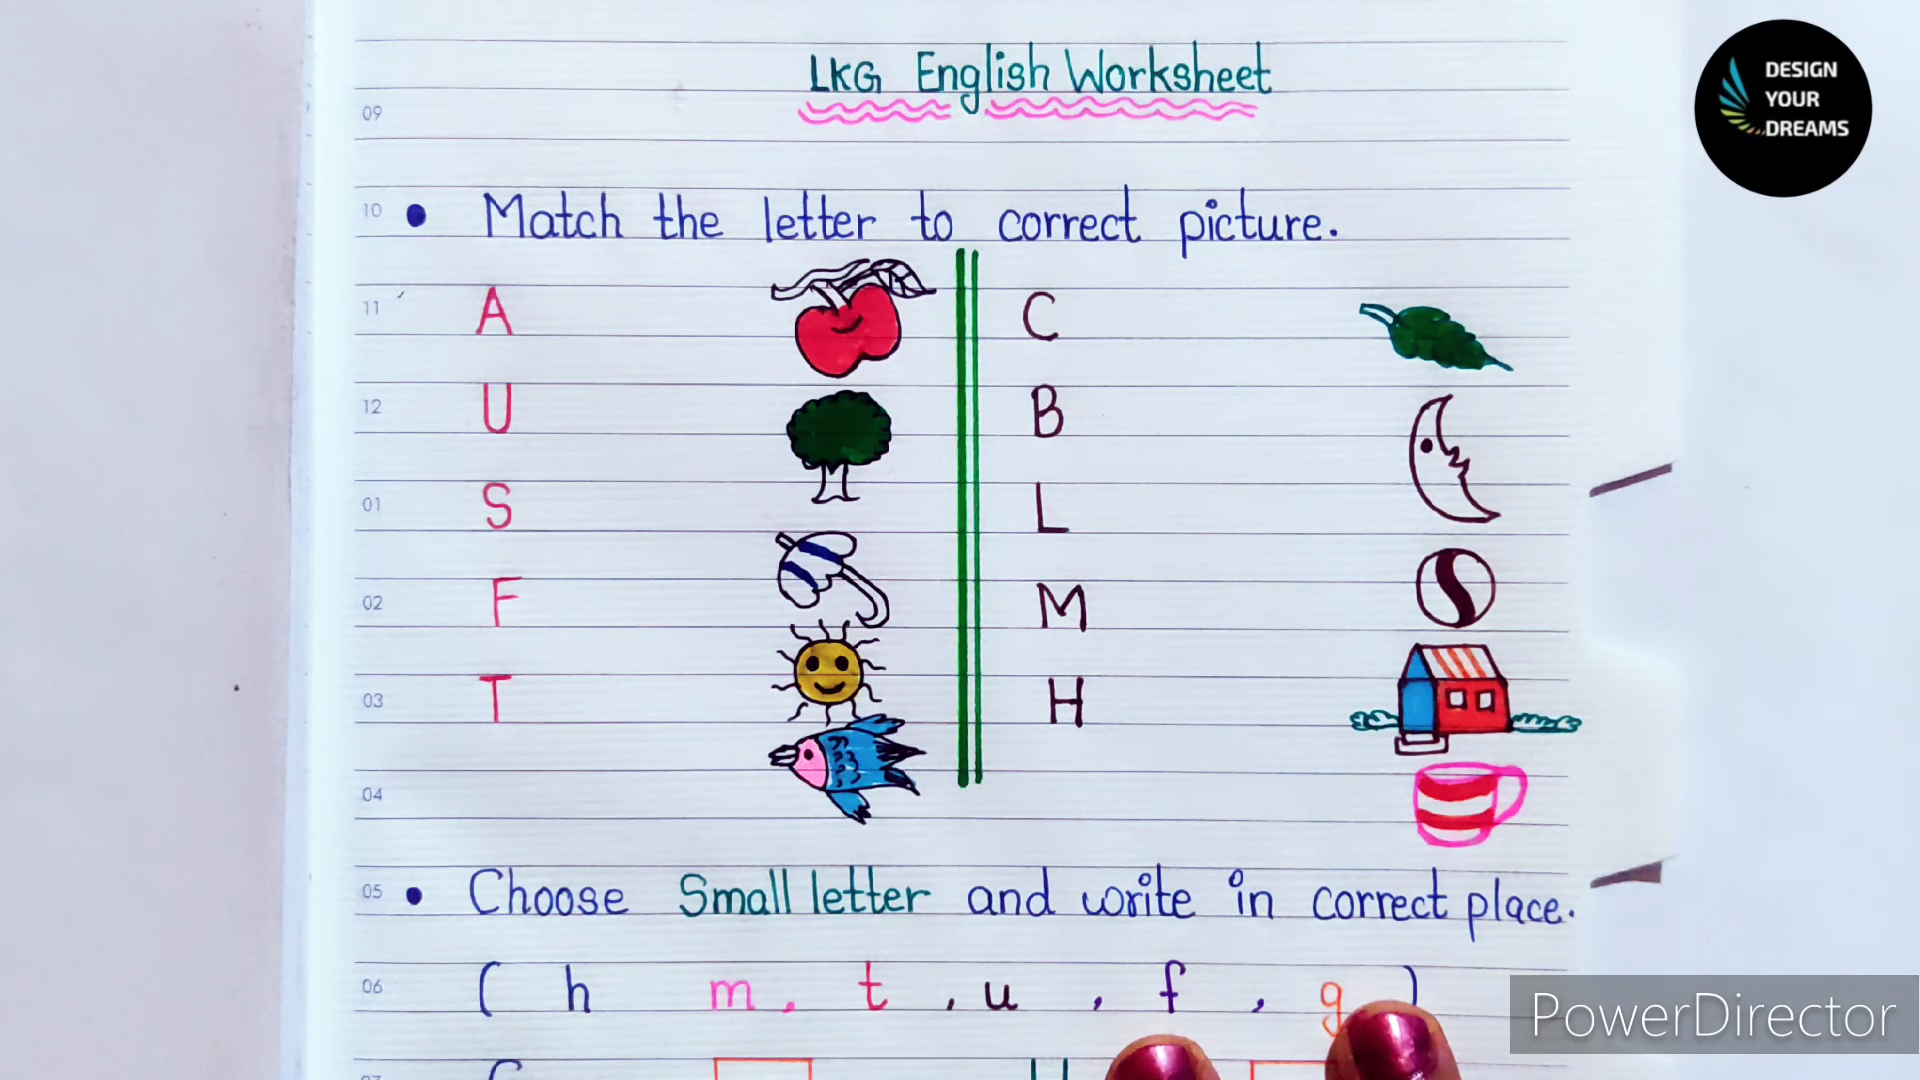 LKG English Worksheet
DESIGN
YOUR
DREAMS
09
10 • Match the letter to correct picture.
11 A C
12 U B
01 S L
02 F M
03 T H
04
05 • Choose Small letter and write in correct place.
06 ( h m, t , u , f , g )
PowerDirector